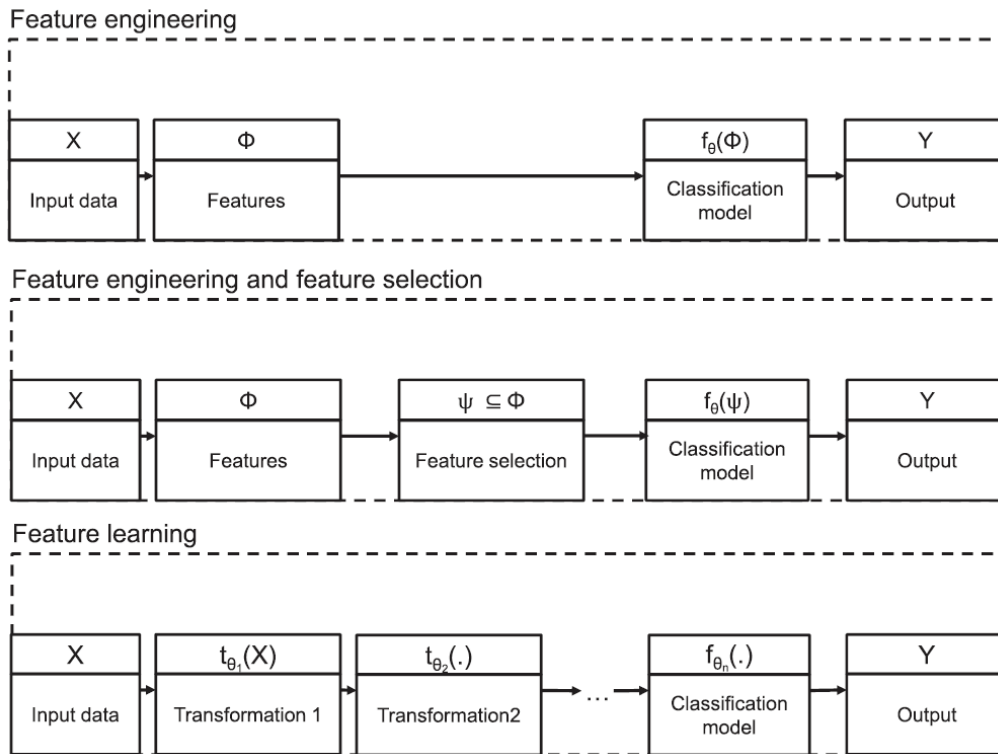 Feature engineering
X Φ f_θ(Φ) Y
Input data Features Classification model Output
Feature engineering and feature selection
X Φ ψ ⊆ Φ f_θ(ψ) Y
Input data Features Feature selection Classification model Output
Feature learning
X t_θ₁(X) t_θ₂(.) f_θₙ(.) Y
Input data Transformation 1 Transformation2 ... Classification model Output